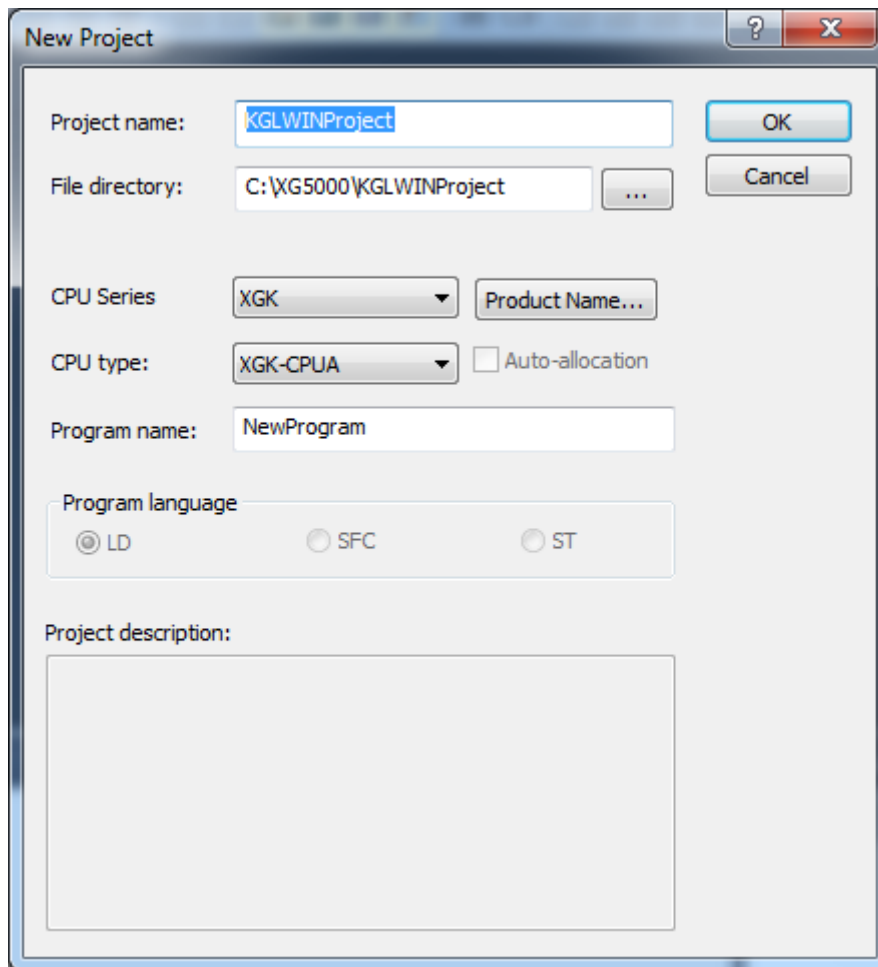 New Project
Project name: KGLWINProject OK
File directory: C:\XG5000\KGLWINProject ... Cancel
CPU Series XGK Product Name...
CPU type: XGK-CPUA Auto-allocation
Program name: NewProgram
Program language
LD SFC ST
Project description: